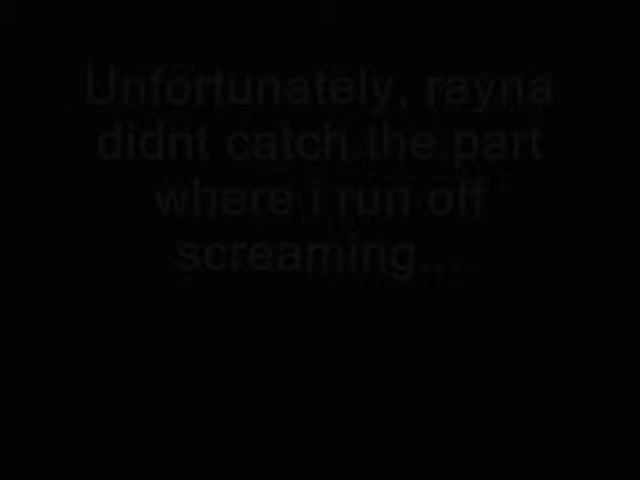 Unfortunately, rayna
didnt catch the part
where i run off
screaming....